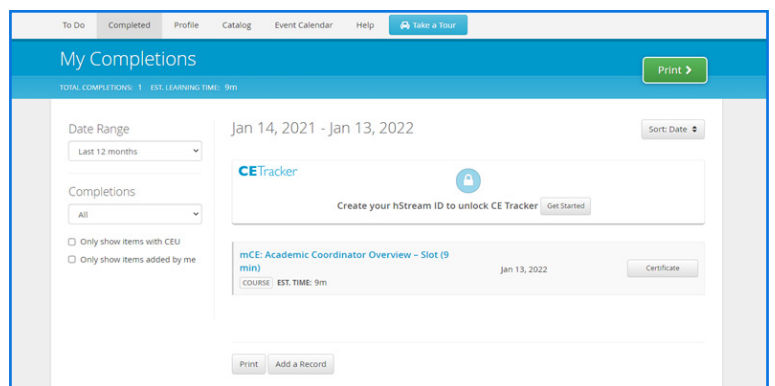 To Do Completed Profile Catalog Event Calendar Help Take a Tour
My Completions
Print
TOTAL COMPLETIONS: 1 EST. LEARNING TIME: 9m
Date Range
Last 12 months
Completions
All
Only show items with CEU
Only show items added by me
Jan 14, 2021 - Jan 13, 2022
Sort: Date
CETracker
Create your hStream ID to unlock CE Tracker Get Started
mCE: Academic Coordinator Overview – Slot (9
min)
COURSE EST. TIME: 9m
Jan 13, 2022
Certificate
Print Add a Record